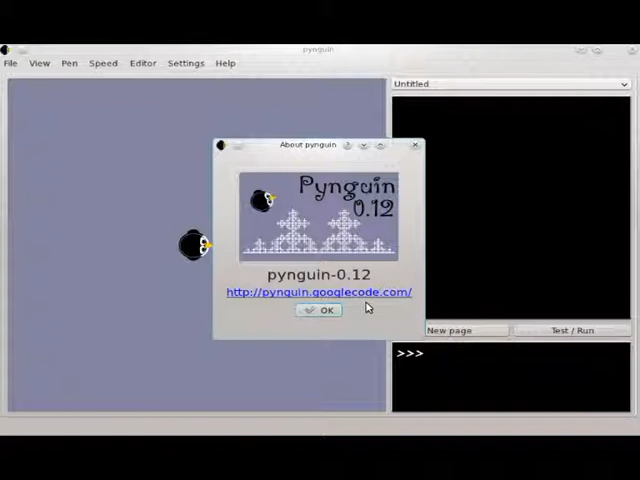 pynguin
File View Pen Speed Editor Settings Help
Untitled
About pynguin
Pynguin
0.12
pynguin-0.12
http://pynguin.googlecode.com/
OK
New page
Test / Run
>>>